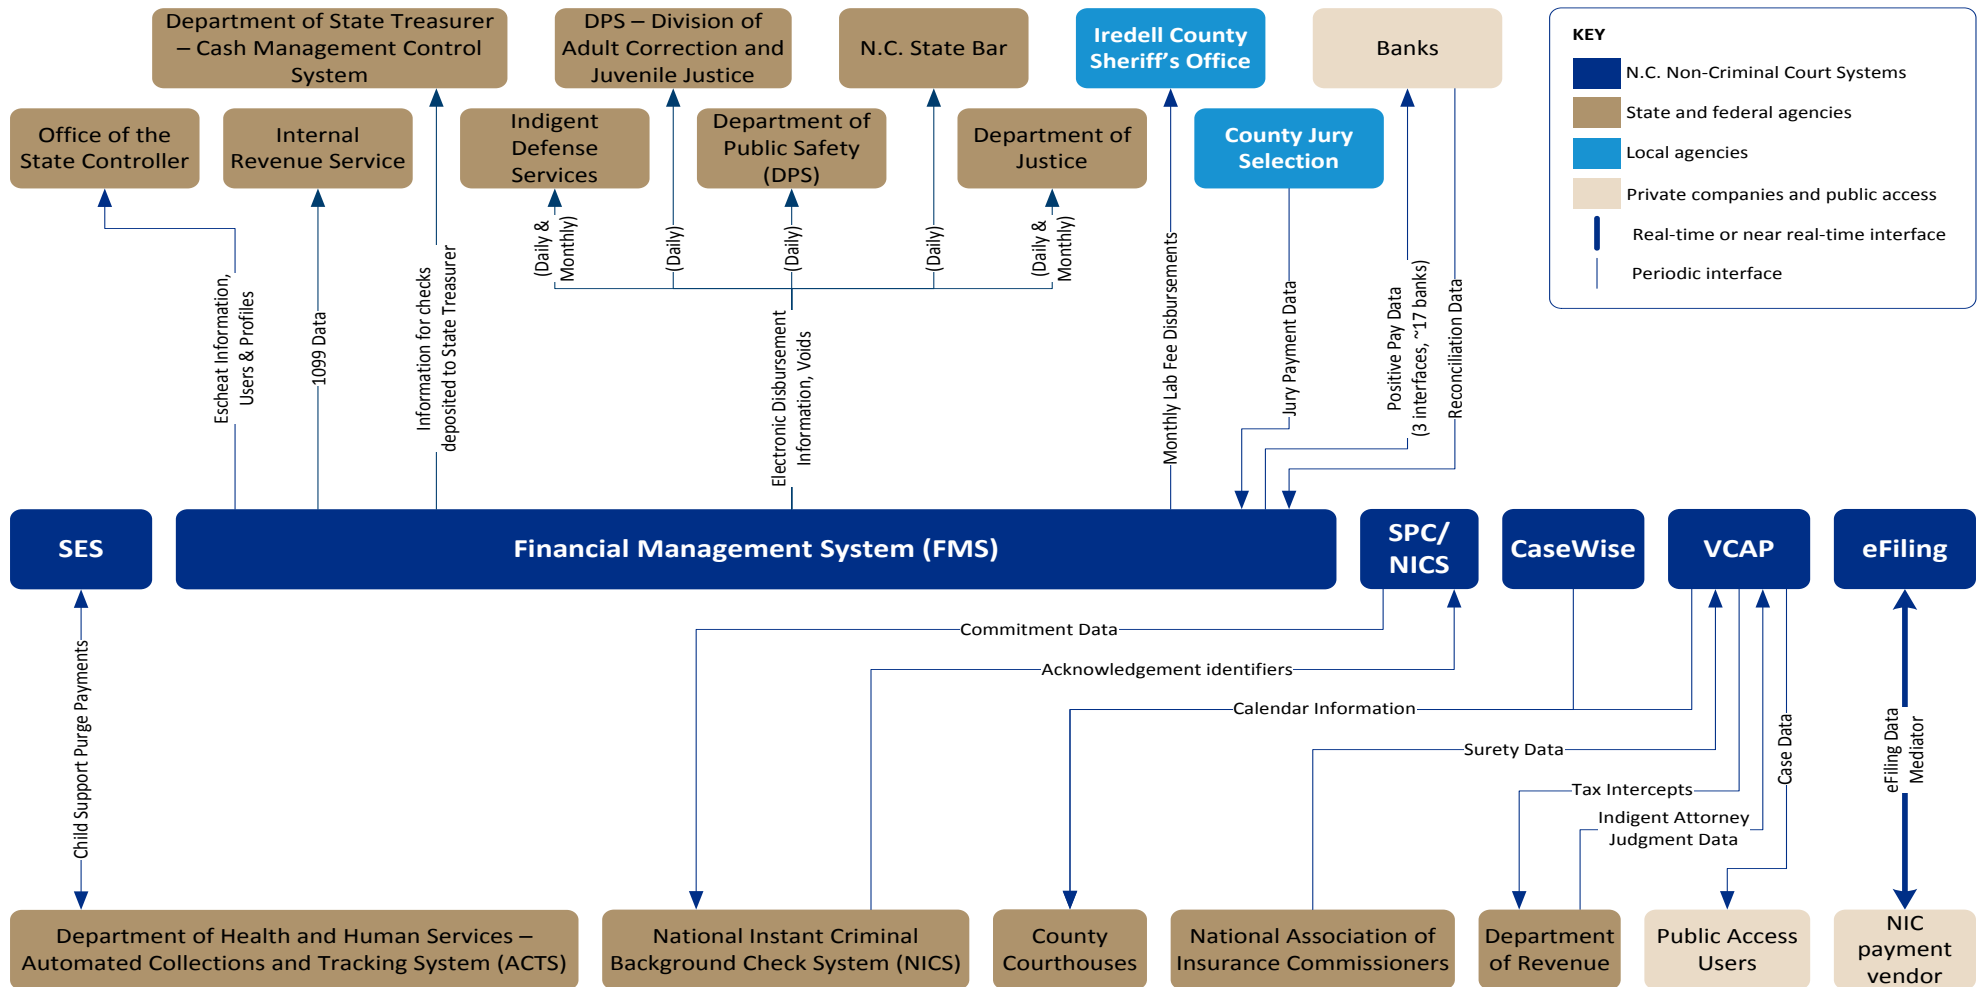 Department of State Treasurer
– Cash Management Control
System
DPS – Division of
Adult Correction and
Juvenile Justice
N.C. State Bar
Iredell County
Sheriff’s Office
Banks
KEY
N.C. Non-Criminal Court Systems
State and federal agencies
Local agencies
Private companies and public access
Real-time or near real-time interface
Periodic interface
Office of the
State Controller
Internal
Revenue Service
Indigent
Defense
Services
Department of
Public Safety
(DPS)
Department of
Justice
County Jury
Selection
(Daily &
Monthly)
(Daily)
(Daily)
(Daily)
(Daily &
Monthly)
Escheat Information,
Users & Profiles
1099 Data
Information for checks
deposited to State Treasurer
Electronic Disbursement
Information, Voids
Monthly Lab Fee Disbursements
Jury Payment Data
Positive Pay Data
(3 interfaces, ~17 banks)
Reconciliation Data
SES
Financial Management System (FMS)
SPC/
NICS
CaseWise
VCAP
eFiling
Child Support Purge Payments
Commitment Data
Acknowledgement identifiers
Calendar Information
Surety Data
Tax Intercepts
Indigent Attorney
Judgment Data
Case Data
eFiling Data
Mediator
Department of Health and Human Services –
Automated Collections and Tracking System (ACTS)
National Instant Criminal
Background Check System (NICS)
County
Courthouses
National Association of
Insurance Commissioners
Department
of Revenue
Public Access
Users
NIC
payment
vendor